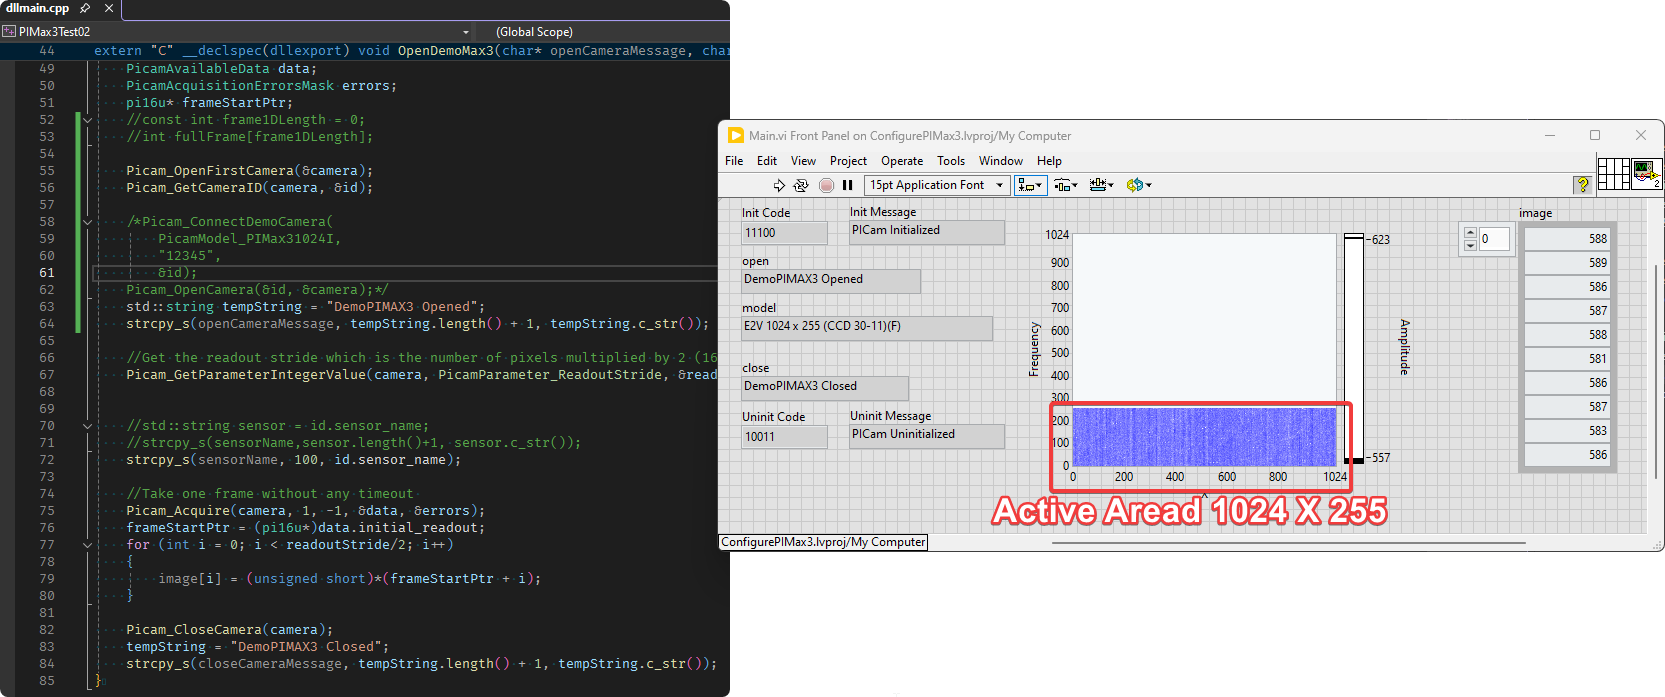 dllmain.cpp
PIMax3Test02
(Global Scope)
44 extern "C" __declspec(dllexport) void OpenDemoMax3(char* openCameraMessage, char
49 PicamAvailableData data;
50 PicamAcquisitionErrorsMask errors;
51 pi16u* frameStartPtr;
52 //const int frame1DLength = 0;
53 //int fullFrame[frame1DLength];
54
55 Picam_OpenFirstCamera(&camera);
56 Picam_GetCameraID(camera, &id);
57
58 /*Picam_ConnectDemoCamera(
59 PicamModel_PIMax31024I,
60 "12345",
61 &id);
62 Picam_OpenCamera(&id, &camera);*/
63 std::string tempString = "DemoPIMAX3 Opened";
64 strcpy_s(openCameraMessage, tempString.length() + 1, tempString.c_str());
65
66 //Get the readout stride which is the number of pixels multiplied by 2 (16
67 Picam_GetParameterIntegerValue(camera, PicamParameter_ReadoutStride, &read
68
69
70 //std::string sensor = id.sensor_name;
71 //strcpy_s(sensorName,sensor.length()+1, sensor.c_str());
72 strcpy_s(sensorName, 100, id.sensor_name);
73
74 //Take one frame without any timeout
75 Picam_Acquire(camera, 1, -1, &data, &errors);
76 frameStartPtr = (pi16u*)data.initial_readout;
77 for (int i = 0; i < readoutStride/2; i++)
78 {
79 image[i] = (unsigned short)*(frameStartPtr + i);
80 }
81
82 Picam_CloseCamera(camera);
83 tempString = "DemoPIMAX3 Closed";
84 strcpy_s(closeCameraMessage, tempString.length() + 1, tempString.c_str());
85 }
Main.vi Front Panel on ConfigurePIMax3.lvproj/My Computer
File Edit View Project Operate Tools Window Help
15pt Application Font
?
2
Init Code
11100
Init Message
PICam Initialized
open
DemoPIMAX3 Opened
model
E2V 1024 x 255 (CCD 30-11)(F)
close
DemoPIMAX3 Closed
Uninit Code
10011
Uninit Message
PICam Uninitialized
Frequency
1024
900
800
700
600
500
400
300
200
100
0
0 200 400 600 800 1024
X
623
557
Amplitude
image
0
588
589
586
587
588
581
586
587
583
586
Active Aread 1024 X 255
ConfigurePIMax3.lvproj/My Computer